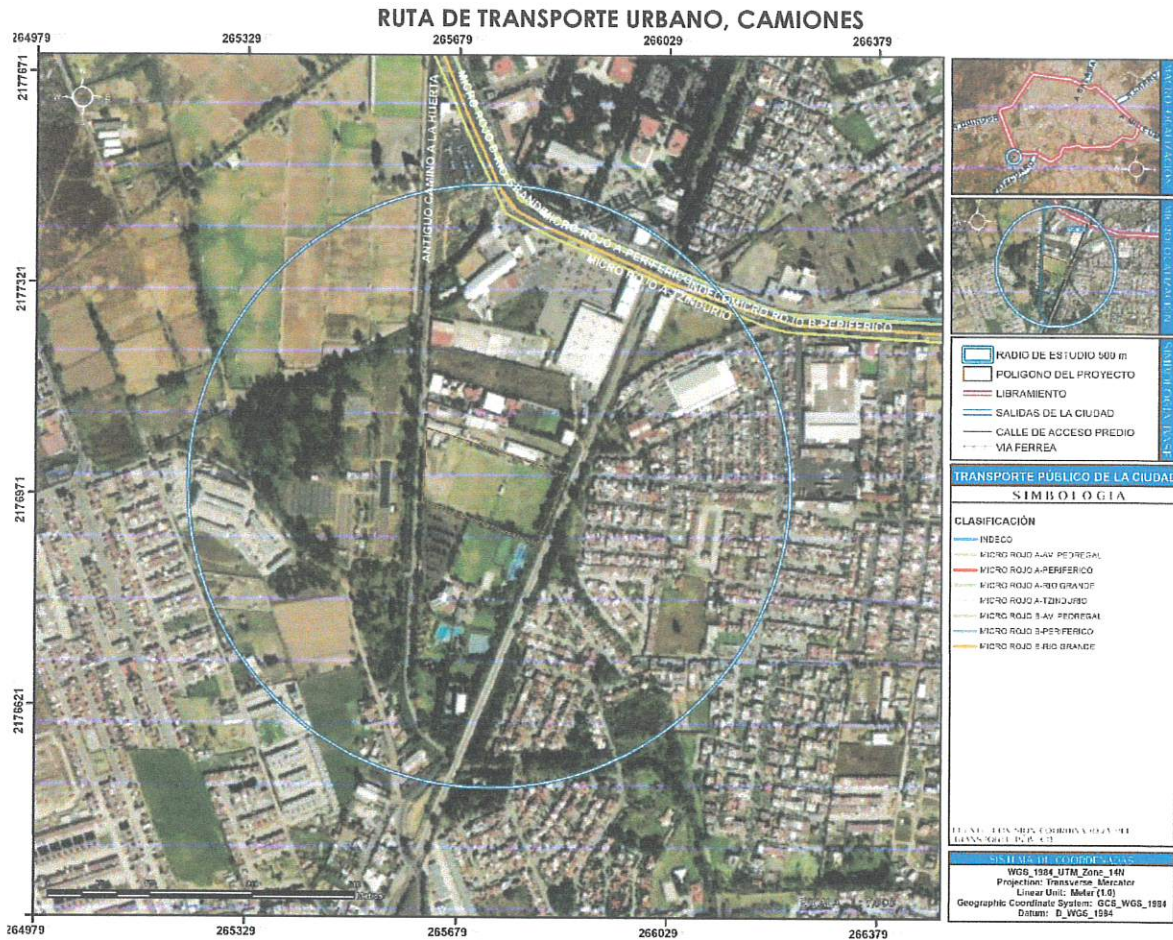 RUTA DE TRANSPORTE URBANO, CAMIONES
264979 265329 265679 266029 266379
2177671
2177321
2176971
2176621
ANTIGUO CAMINO A LA HUERTA
MICRO ROJO A-PERIFERICO
MICRO ROJO A-TZINDURIO
MICRO ROJO B-PERIFERICO
264979 265329 265679 266029 266379
RADIO DE ESTUDIO 500 m
POLIGONO DEL PROYECTO
LIBRAMIENTO
SALIDAS DE LA CIUDAD
CALLE DE ACCESO PREDIO
VIA FERREA
TRANSPORTE PÚBLICO DE LA CIUDAD
SIMBOLOGIA
CLASIFICACIÓN
INDECO
MICRO ROJO A-AV. PEDREGAL
MICRO ROJO A-PERIFERICO
MICRO ROJO A-RIO GRANDE
MICRO ROJO A-TZINDURIO
MICRO ROJO B-AV. PEDREGAL
MICRO ROJO B-PERIFERICO
MICRO ROJO B-RIO GRANDE
SISTEMA DE COORDENADAS
WGS_1984_UTM_Zone_14N
Projection: Transverse_Mercator
Linear Unit: Meter (1.0)
Geographic Coordinate System: GCS_WGS_1984
Datum: D_WGS_1984